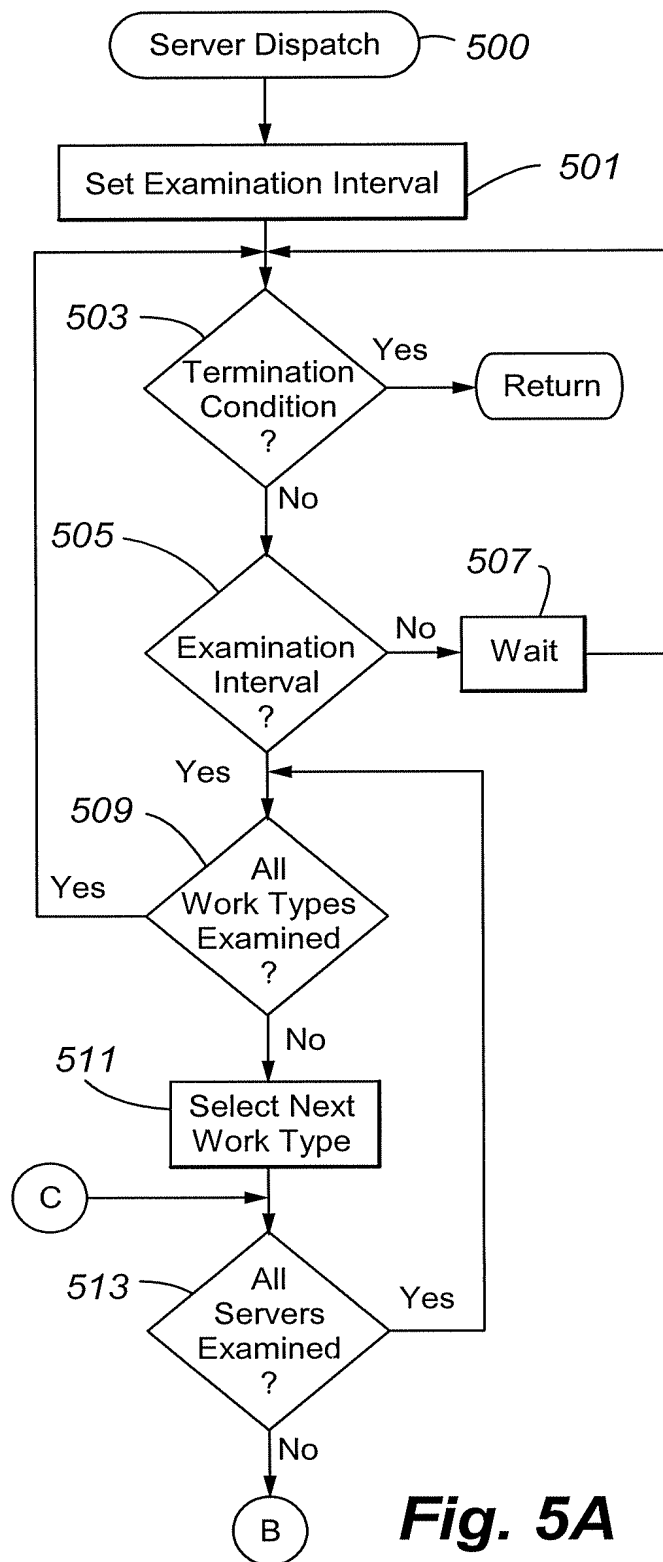 Server Dispatch
500
Set Examination Interval
501
503
Termination
Condition
?
Yes
Return
No
505
Examination
Interval
?
No
507
Wait
Yes
509
All
Work Types
Examined
?
Yes
No
511
Select Next
Work Type
C
513
All
Servers
Examined
?
Yes
No
B
Fig. 5A